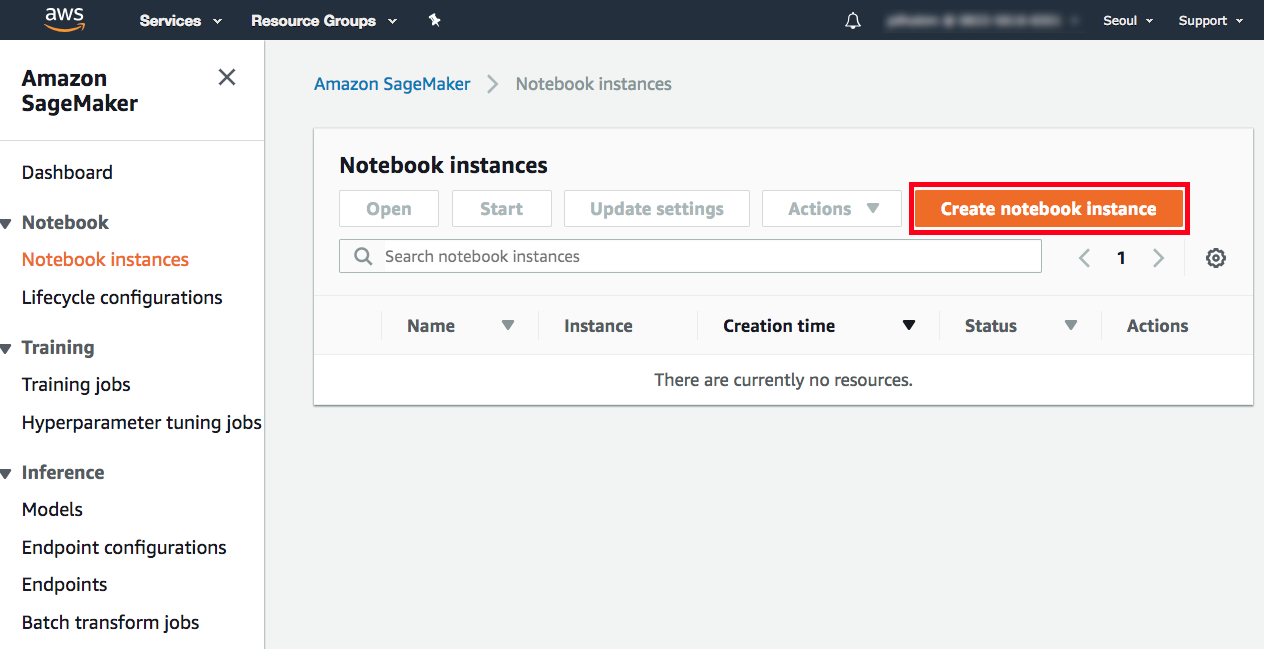 aws Services Resource Groups Seoul Support
Amazon
SageMaker
Dashboard
Notebook
Notebook instances
Lifecycle configurations
Training
Training jobs
Hyperparameter tuning jobs
Inference
Models
Endpoint configurations
Endpoints
Batch transform jobs
Amazon SageMaker Notebook instances
Notebook instances
Open Start Update settings Actions Create notebook instance
Search notebook instances 1
Name Instance Creation time Status Actions
There are currently no resources.